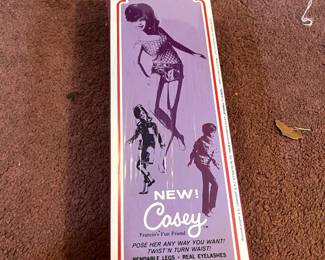 NEW!
Casey
Francie's Fun Friend
POSE HER ANY WAY YOU WANT!
TWIST 'N TURN WAIST!
BENDABLE LEGS • REAL EYELASHES